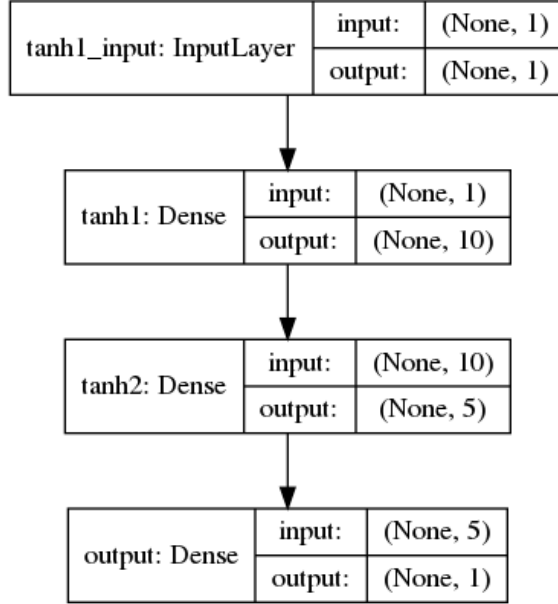 tanh1_input: InputLayer
input:
(None, 1)
output:
(None, 1)
tanh1: Dense
input:
(None, 1)
output:
(None, 10)
tanh2: Dense
input:
(None, 10)
output:
(None, 5)
output: Dense
input:
(None, 5)
output:
(None, 1)